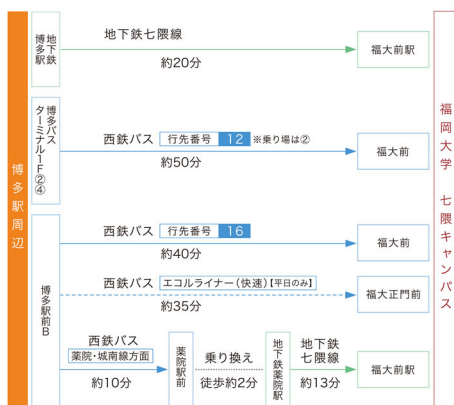 博多駅周辺
地下鉄
博多駅
地下鉄七隈線
約20分
福大前駅
博多バス
ターミナル1F②④
西鉄バス 行先番号 12 ※乗り場は②
約50分
福大前
博多駅前B
西鉄バス 行先番号 16
約40分
福大前
西鉄バス エコルライナー(快速)【平日のみ】
約35分
福大正門前
西鉄バス
薬院・城南線方面
約10分
薬院駅前
乗り換え
徒歩約2分
地下鉄薬院駅
地下鉄
七隈線
約13分
福大前駅
福岡大学 七隈キャンパス